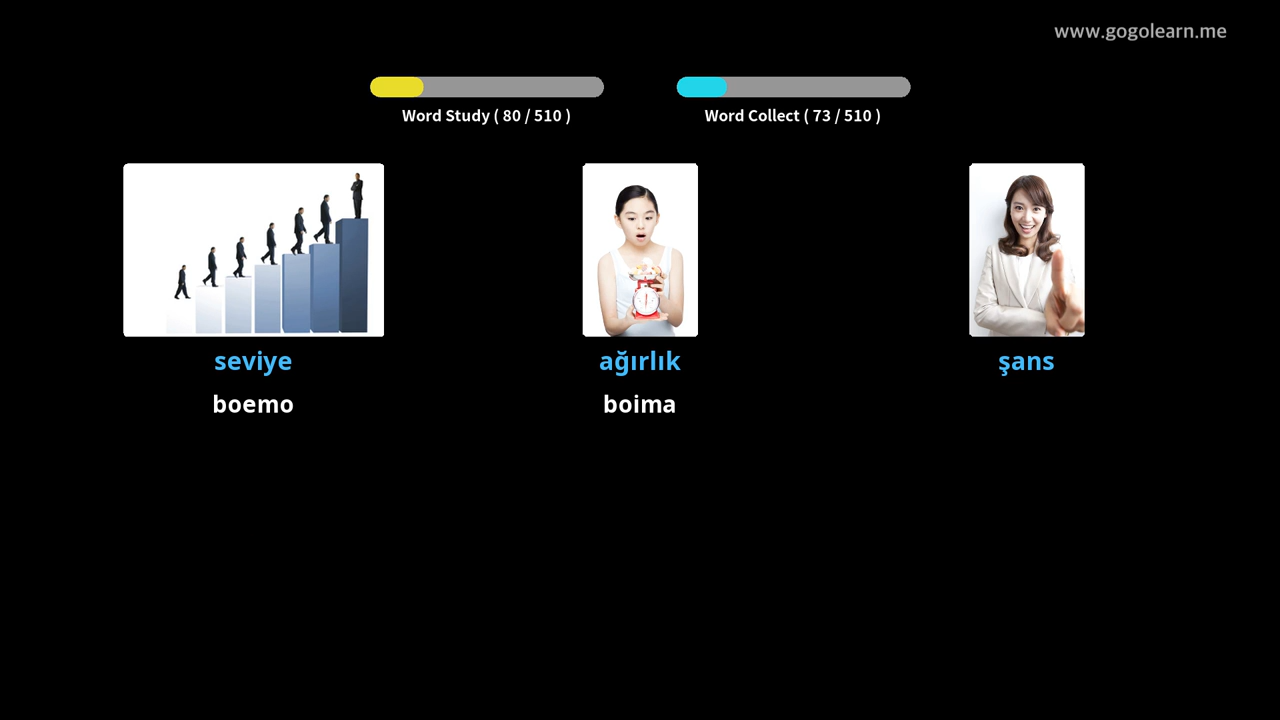 www.gogolearn.me
Word Study ( 80 / 510 )
Word Collect ( 73 / 510 )
seviye
ağırlık
şans
boemo
boima